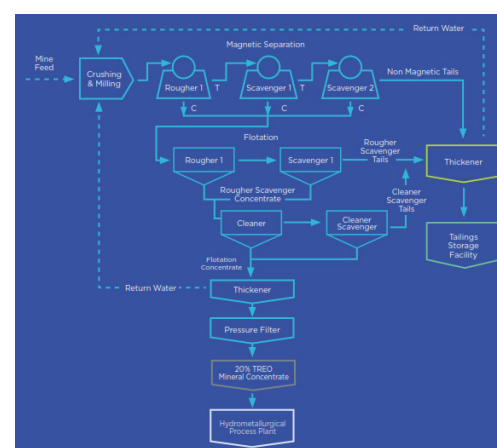 Return Water
Magnetic Separation
Mine
Feed
Crushing
& Milling
Rougher 1
T
Scavenger 1
T
Scavenger 2
Non Magnetic Tails
C
C
C
Flotation
Rougher 1
Scavenger 1
Rougher
Scavenger
Tails
Thickener
Rougher Scavenger
Concentrate
Cleaner
Scavenger
Tails
Cleaner
Cleaner
Scavenger
Tailings
Storage
Facility
Flotation
Concentrate
Return Water
Thickener
Pressure Filter
20% TREO
Mineral Concentrate
Hydrometallurgical
Process Plant